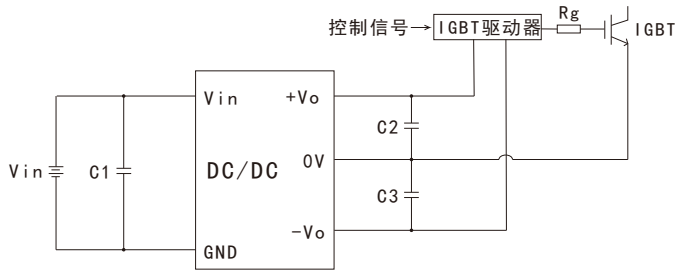 控制信号
IGBT驱动器
Rg
IGBT
Vin
+Vo
C2
Vin
C1
DC/DC
0V
C3
-Vo
GND